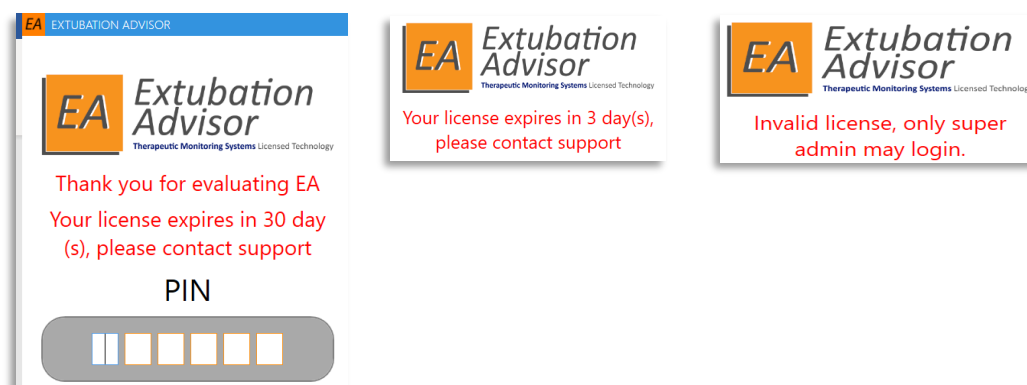 EA EXTUBATION ADVISOR
EA
Extubation
Advisor
Therapeutic Monitoring Systems Licensed Technology
Thank you for evaluating EA
Your license expires in 30 day
(s), please contact support
PIN
EA
Extubation
Advisor
Therapeutic Monitoring Systems Licensed Technology
Your license expires in 3 day(s),
please contact support
EA
Extubation
Advisor
Therapeutic Monitoring Systems Licensed Technology
Invalid license, only super
admin may login.